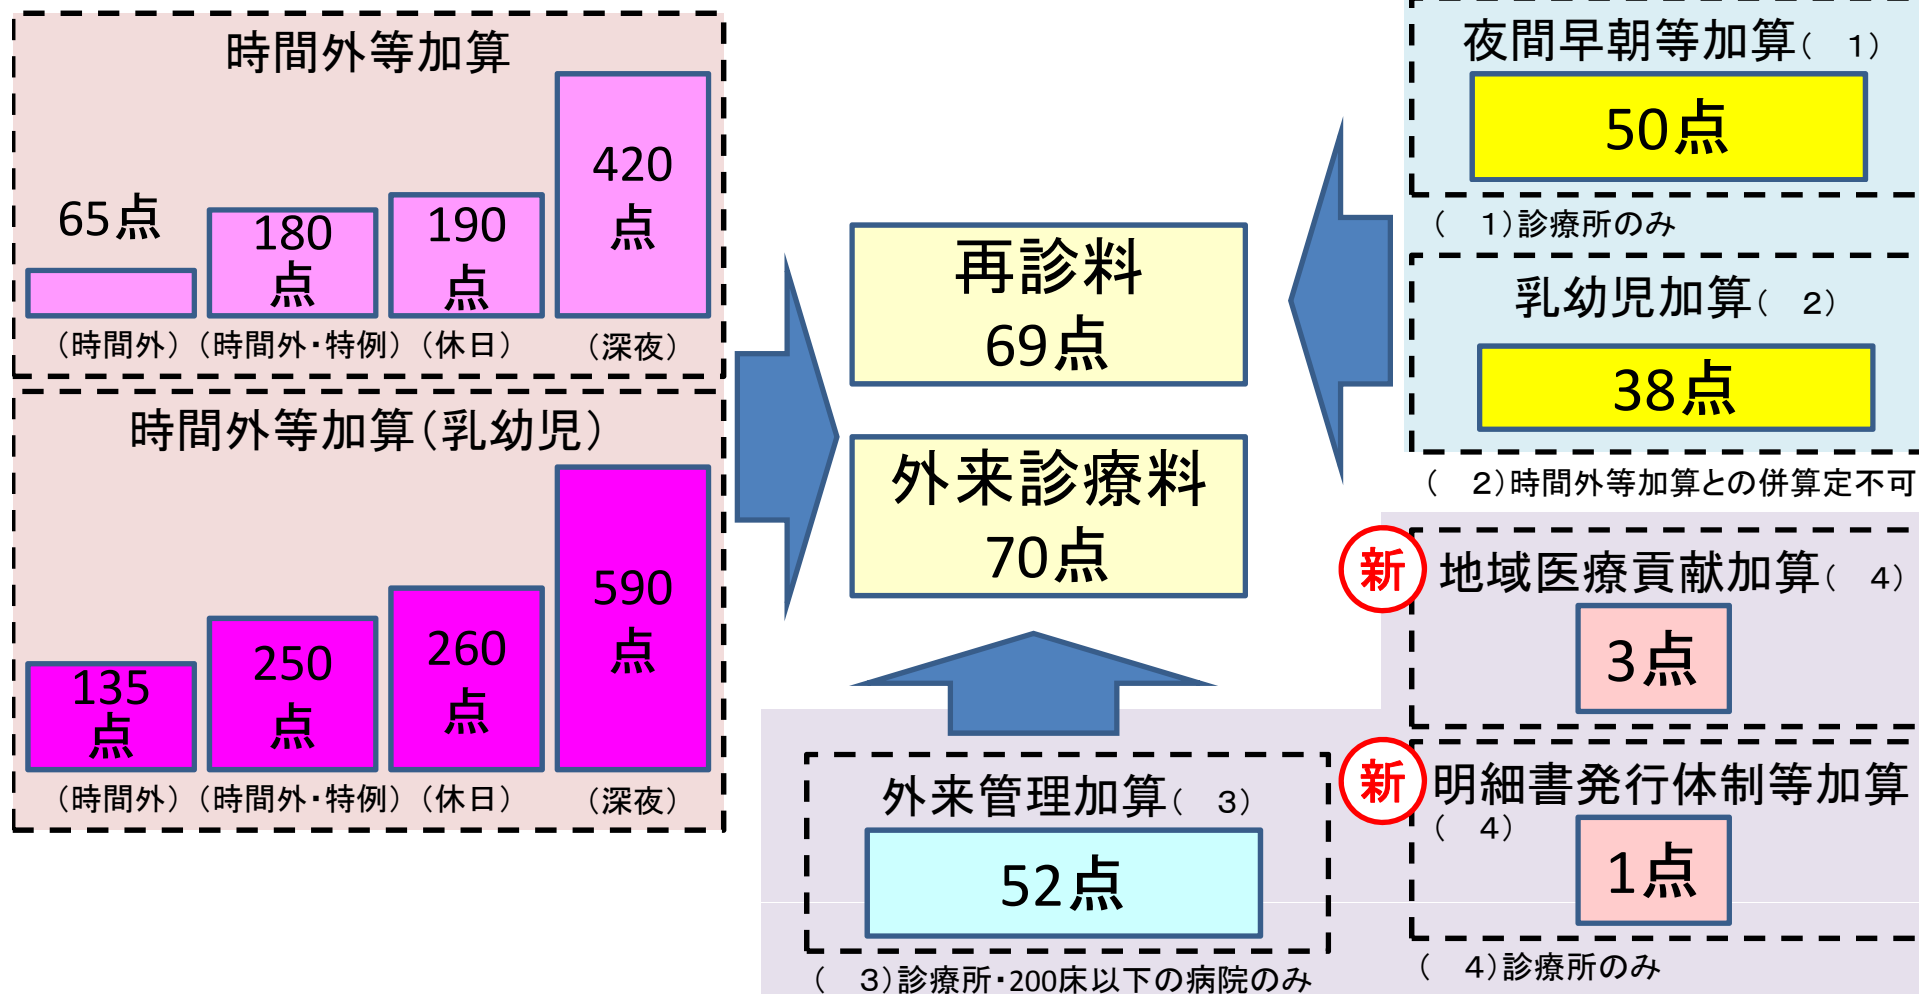 時間外等加算
65点
180
点
190
点
420
点
（時間外）
（時間外・特例）
（休日）
（深夜）
時間外等加算（乳幼児）
135
点
250
点
260
点
590
点
（時間外）
（時間外・特例）
（休日）
（深夜）
再診料
69点
外来診療料
70点
外来管理加算（　3）
52点
（　3）診療所・200床以下の病院のみ
夜間早朝等加算（　1）
50点
（　1）診療所のみ
乳幼児加算（　2）
38点
（　2）時間外等加算との併算定不可
新
地域医療貢献加算（　4）
3点
新
明細書発行体制等加算
（　4）
1点
（　4）診療所のみ